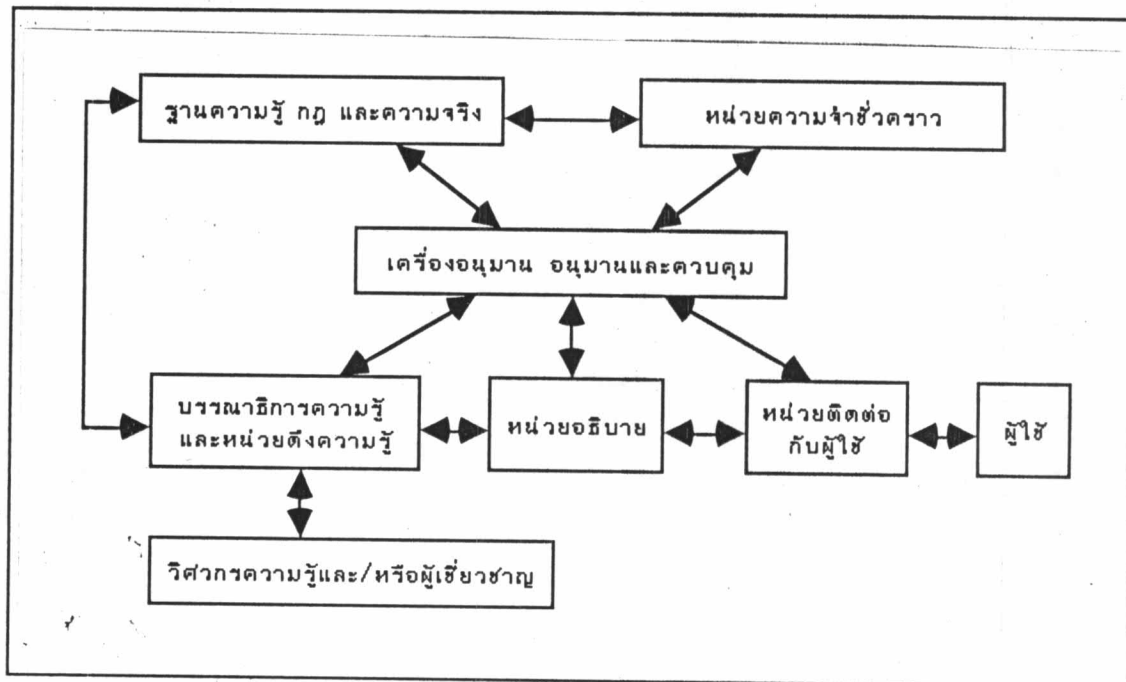 ฐานความรู้ กฎ และความจริง
หน่วยความจำชั่วคราว
เครื่องอนุมาน อนุมานและควบคุม
บรรณาธิการความรู้
และหน่วยดึงความรู้
หน่วยอธิบาย
หน่วยติดต่อ
กับผู้ใช้
ผู้ใช้
วิศวกรความรู้และ/หรือผู้เชี่ยวชาญ